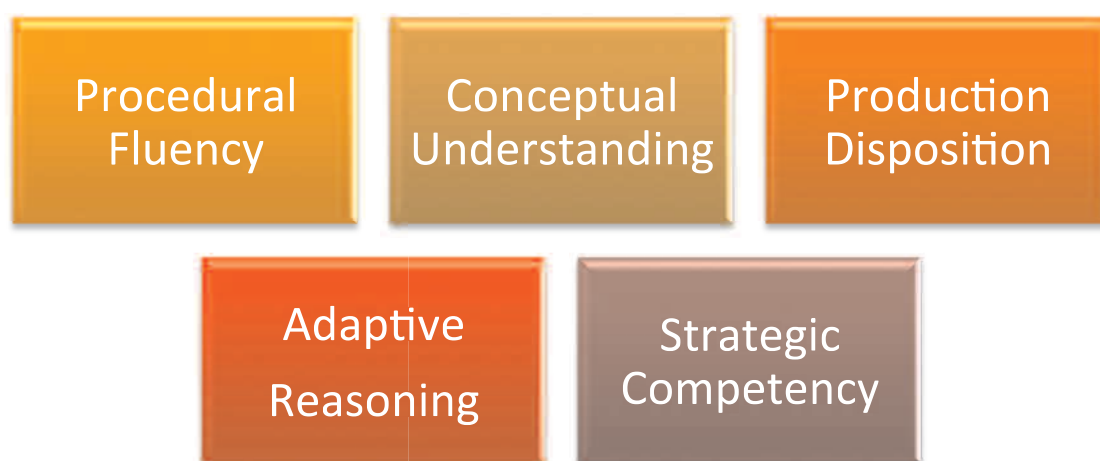 Procedural
Fluency
Conceptual
Understanding
Production
Disposition
Adaptive
Reasoning
Strategic
Competency